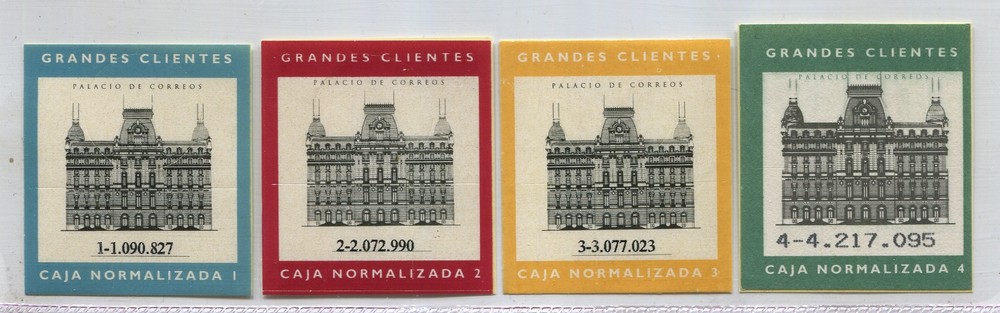 GRANDES CLIENTES
PALACIO DE CORREOS
1-1.090.827
CAJA NORMALIZADA 1
GRANDES CLIENTES
PALACIO DE CORREOS
2-2.072.990
CAJA NORMALIZADA 2
GRANDES CLIENTES
PALACIO DE CORREOS
3-3.077.023
CAJA NORMALIZADA 3
GRANDES CLIENTES
PALACIO DE CORREOS
4-4.217.095
CAJA NORMALIZADA 4